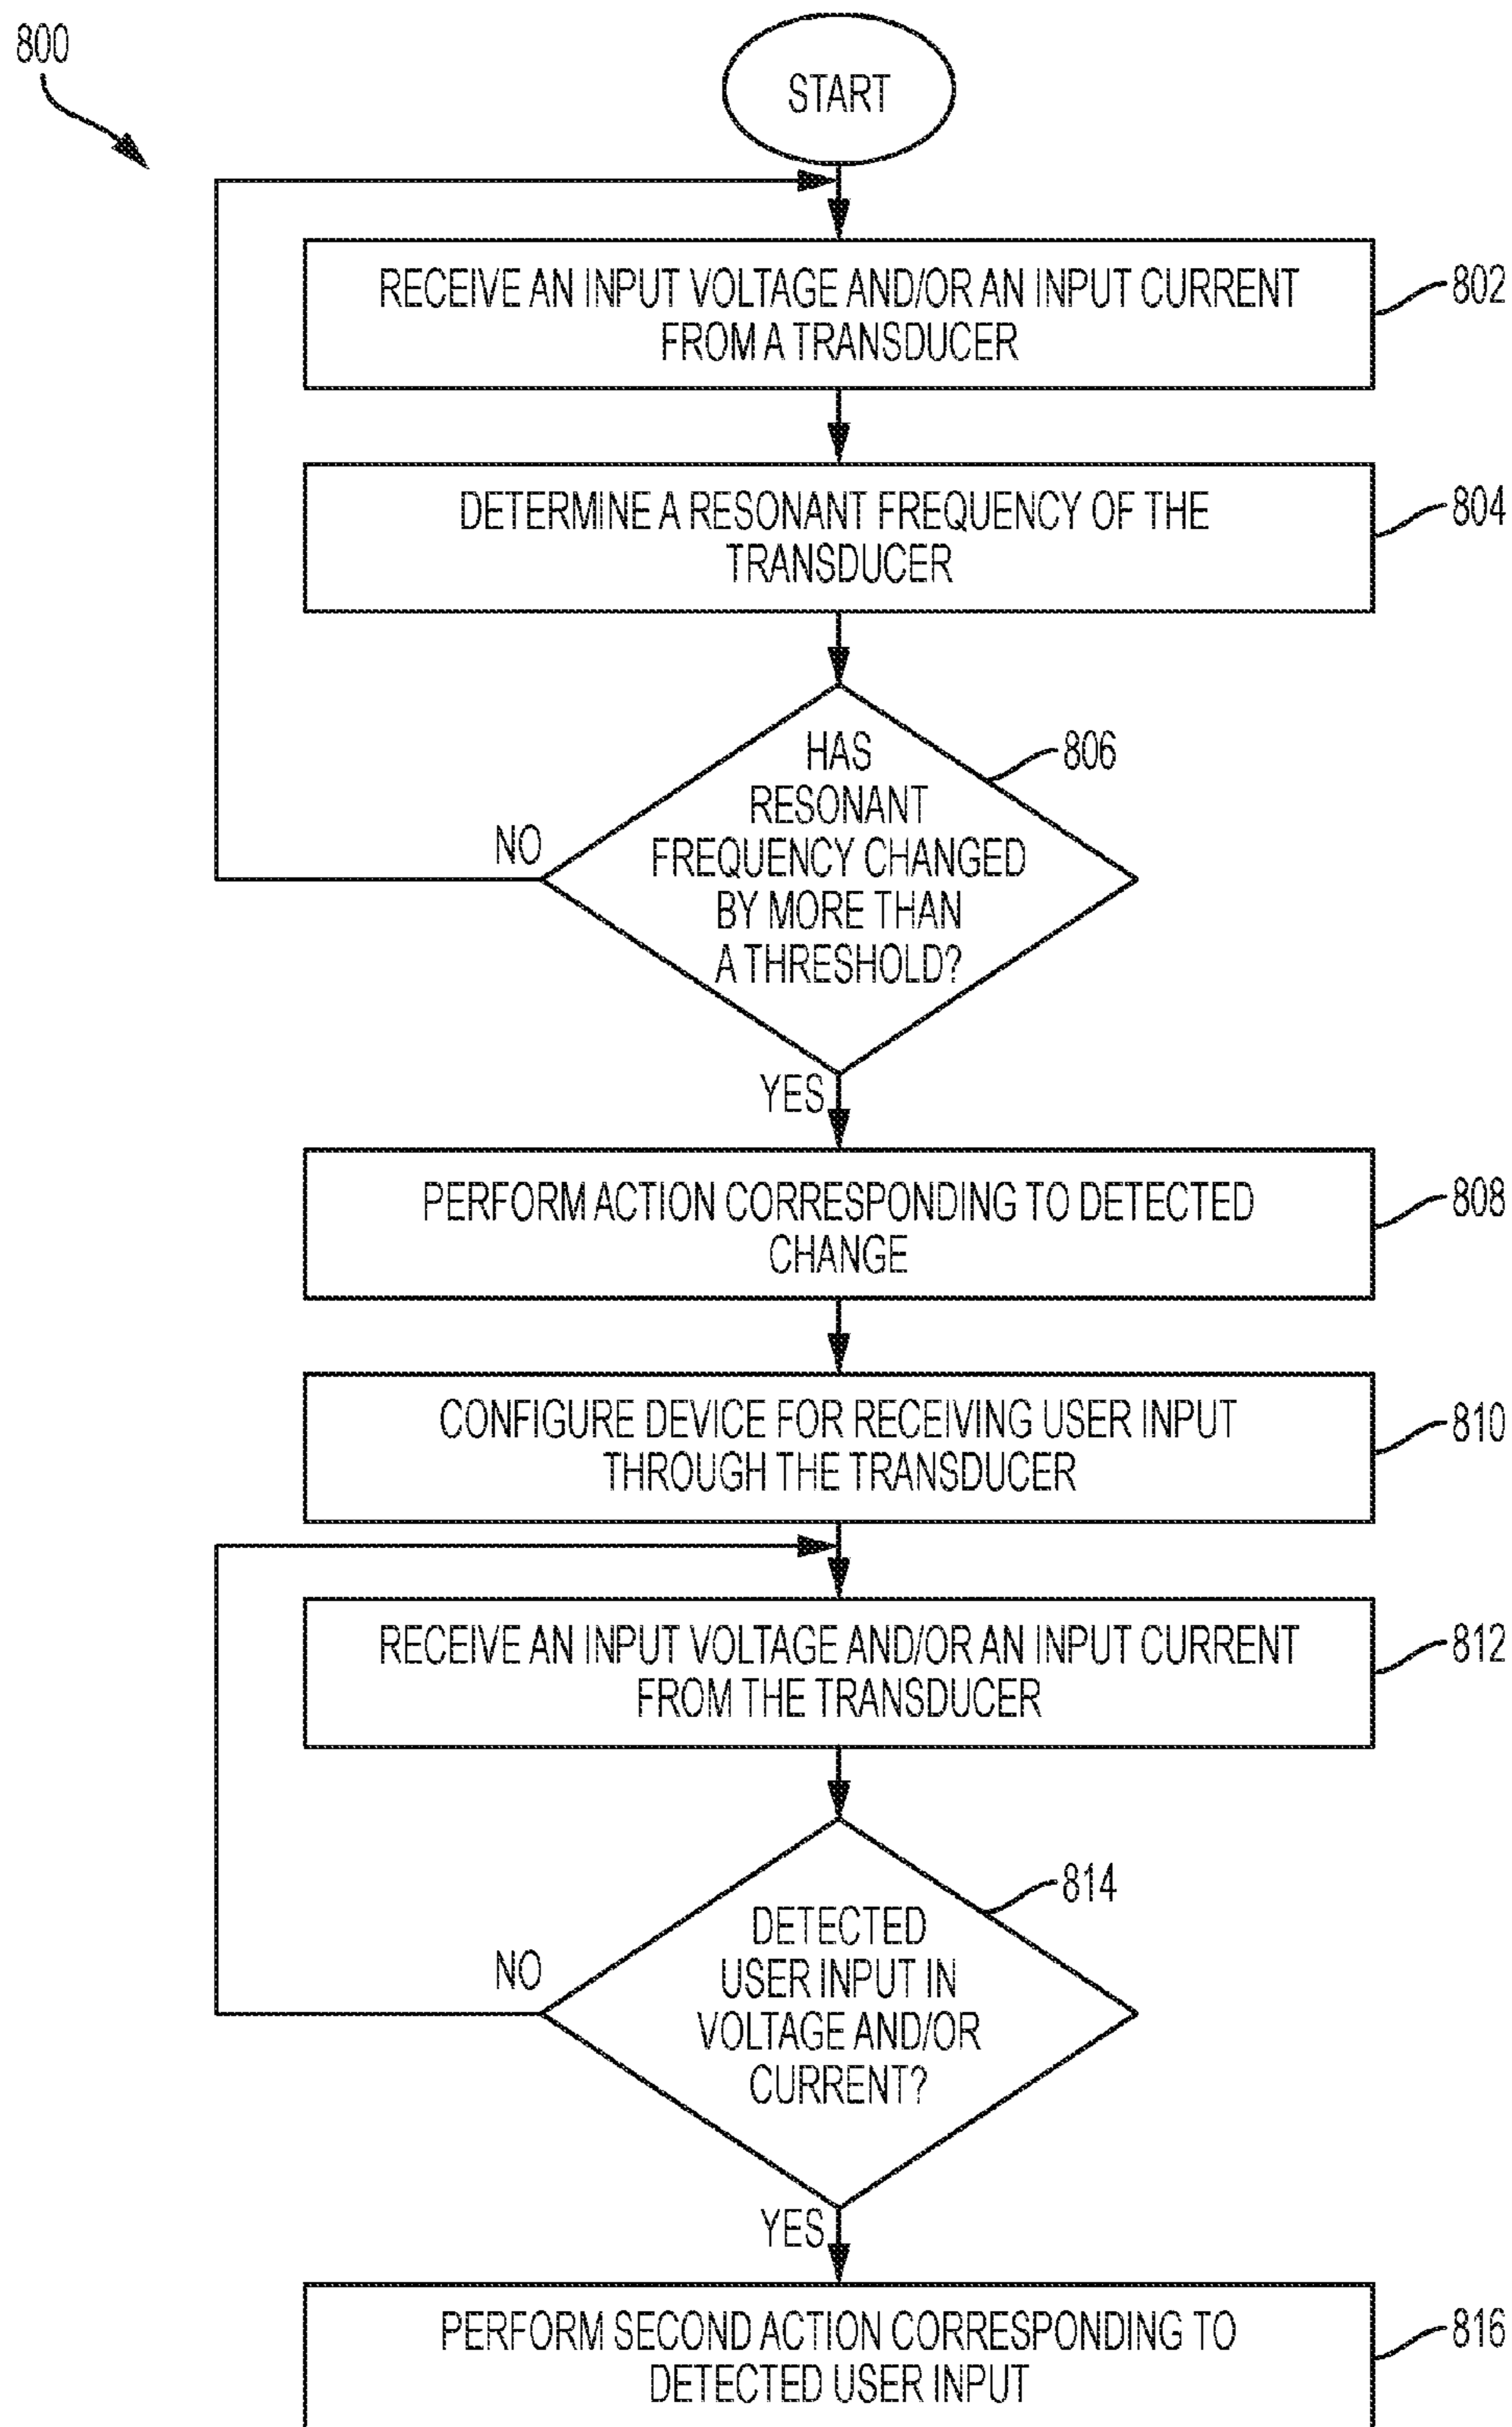 800
START
RECEIVE AN INPUT VOLTAGE AND/OR AN INPUT CURRENT
FROM A TRANSDUCER
802
DETERMINE A RESONANT FREQUENCY OF THE
TRANSDUCER
804
HAS
RESONANT
FREQUENCY CHANGED
BY MORE THAN
A THRESHOLD?
806
NO
YES
PERFORM ACTION CORRESPONDING TO DETECTED
CHANGE
808
CONFIGURE DEVICE FOR RECEIVING USER INPUT
THROUGH THE TRANSDUCER
810
RECEIVE AN INPUT VOLTAGE AND/OR AN INPUT CURRENT
FROM THE TRANSDUCER
812
DETECTED
USER INPUT IN
VOLTAGE AND/OR
CURRENT?
814
NO
YES
PERFORM SECOND ACTION CORRESPONDING TO
DETECTED USER INPUT
816